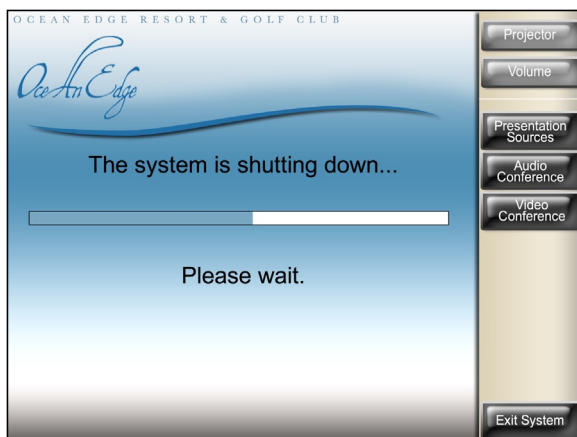 OCEAN EDGE RESORT & GOLF CLUB
OceAn Edge
The system is shutting down...
Please wait.
Projector
Volume
Presentation
Sources
Audio
Conference
Video
Conference
Exit System